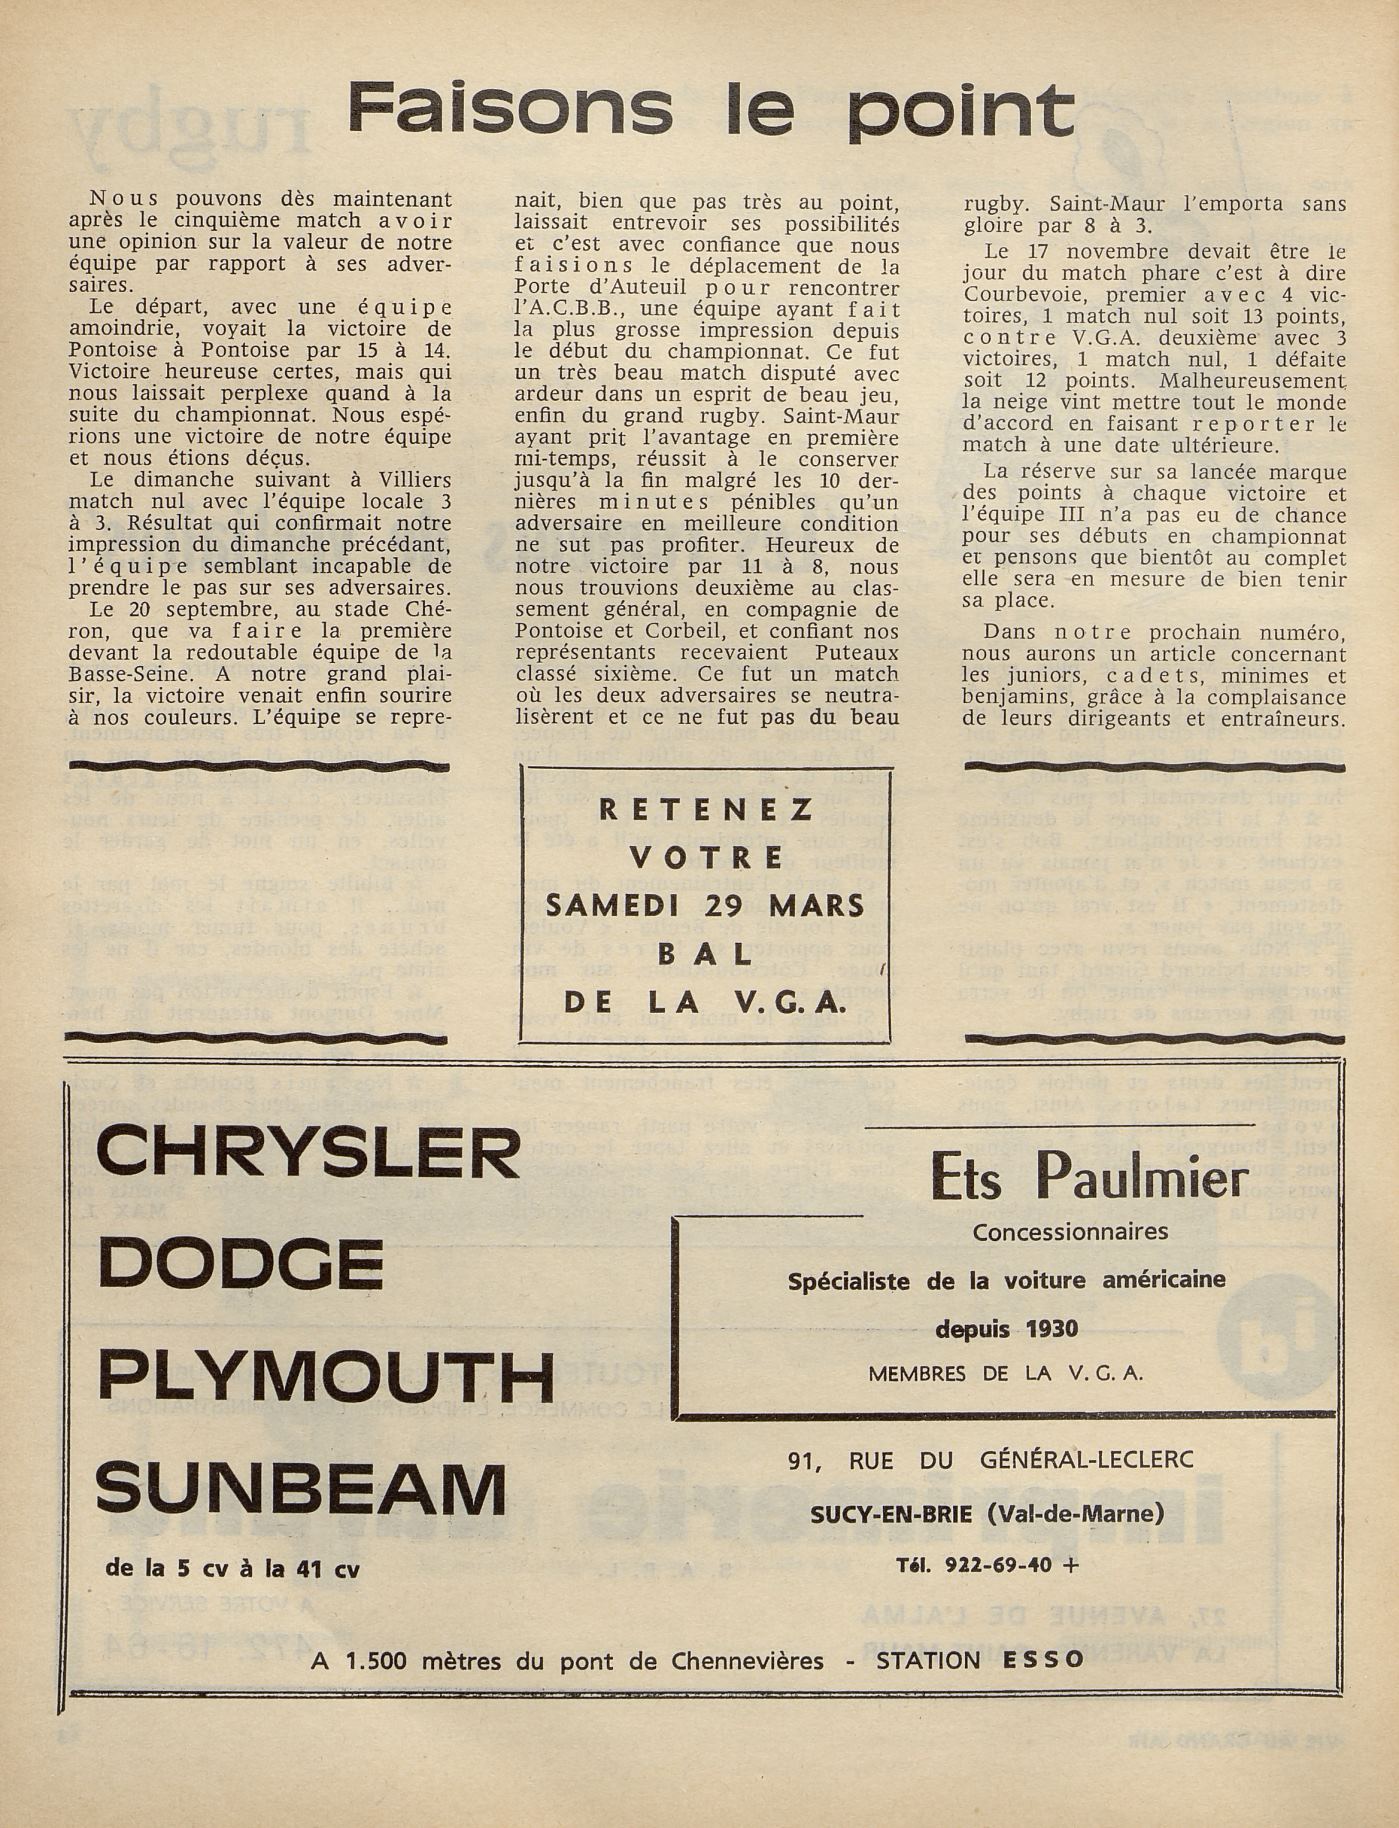 Faisons le point
Nous pouvons dès maintenant
après le cinquième match avoir
une opinion sur la valeur de notre
équipe par rapport à ses adver-
saires.
Le départ, avec une équipe
amoindrie, voyait la victoire de
Pontoise à Pontoise par 15 à 14.
Victoire heureuse certes, mais qui
nous laissait perplexe quand à la
suite du championnat. Nous espé-
rions une victoire de notre équipe
et nous étions déçus.
Le dimanche suivant à Villiers
match nul avec l'équipe locale 3
à 3. Résultat qui confirmait notre
impression du dimanche précédant,
l'équipe semblant incapable de
prendre le pas sur ses adversaires.
Le 20 septembre, au stade Ché-
ron, que va faire la première
devant la redoutable équipe de la
Basse-Seine. A notre grand plai-
sir, la victoire venait enfin sourire
à nos couleurs. L'équipe se repre-
nait, bien que pas très au point,
laissait entrevoir ses possibilités
et c'est avec confiance que nous
faisions le déplacement de la
Porte d'Auteuil pour rencontrer
l'A.C.B.B., une équipe ayant fait
la plus grosse impression depuis
le début du championnat. Ce fut
un très beau match disputé avec
ardeur dans un esprit de beau jeu,
enfin du grand rugby. Saint-Maur
ayant prit l'avantage en première
mi-temps, réussit à le conserver
jusqu'à la fin malgré les 10 der-
nières minutes pénibles qu'un
adversaire en meilleure condition
ne sut pas profiter. Heureux de
notre victoire par 11 à 8, nous
nous trouvions deuxième au clas-
sement général, en compagnie de
Pontoise et Corbeil, et confiant nos
représentants recevaient Puteaux
classé sixième. Ce fut un match
où les deux adversaires se neutra-
lisèrent et ce ne fut pas du beau
rugby. Saint-Maur l'emporta sans
gloire par 8 à 3.
Le 17 novembre devait être le
jour du match phare c'est à dire
Courbevoie, premier avec 4 vic-
toires, 1 match nul soit 13 points,
contre V.G.A. deuxième avec 3
victoires, 1 match nul, 1 défaite
soit 12 points. Malheureusement
la neige vint mettre tout le monde
d'accord en faisant reporter le
match à une date ultérieure.
La réserve sur sa lancée marque
des points à chaque victoire et
l'équipe III n'a pas eu de chance
pour ses débuts en championnat
et pensons que bientôt au complet
elle sera en mesure de bien tenir
sa place.
Dans notre prochain numéro,
nous aurons un article concernant
les juniors, cadets, minimes et
benjamins, grâce à la complaisance
de leurs dirigeants et entraîneurs.
RETENEZ
VOTRE
SAMEDI 29 MARS
BAL
DE LA V.G.A.
CHRYSLER
DODGE
PLYMOUTH
SUNBEAM
de la 5 cv à la 41 cv
Ets Paulmier
Concessionnaires
Spécialiste de la voiture américaine
depuis 1930
MEMBRES DE LA V.G.A.
91, RUE DU GÉNÉRAL-LECLERC
SUCY-EN-BRIE (Val-de-Marne)
Tél. 922-69-40 +
A 1.500 mètres du pont de Chennevières - STATION ESSO